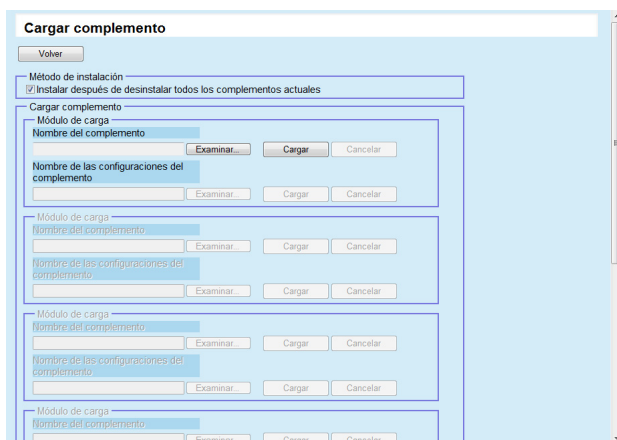 Cargar complemento
Volver
Método de instalación
Instalar después de desinstalar todos los complementos actuales
Cargar complemento
Módulo de carga
Nombre del complemento
Examinar... Cargar Cancelar
Nombre de las configuraciones del
complemento
Examinar... Cargar Cancelar
Módulo de carga
Nombre del complemento
Examinar... Cargar Cancelar
Nombre de las configuraciones del
complemento
Examinar... Cargar Cancelar
Módulo de carga
Nombre del complemento
Examinar... Cargar Cancelar
Nombre de las configuraciones del
complemento
Examinar... Cargar Cancelar
Módulo de carga
Nombre del complemento
Examinar... Cargar Cancelar